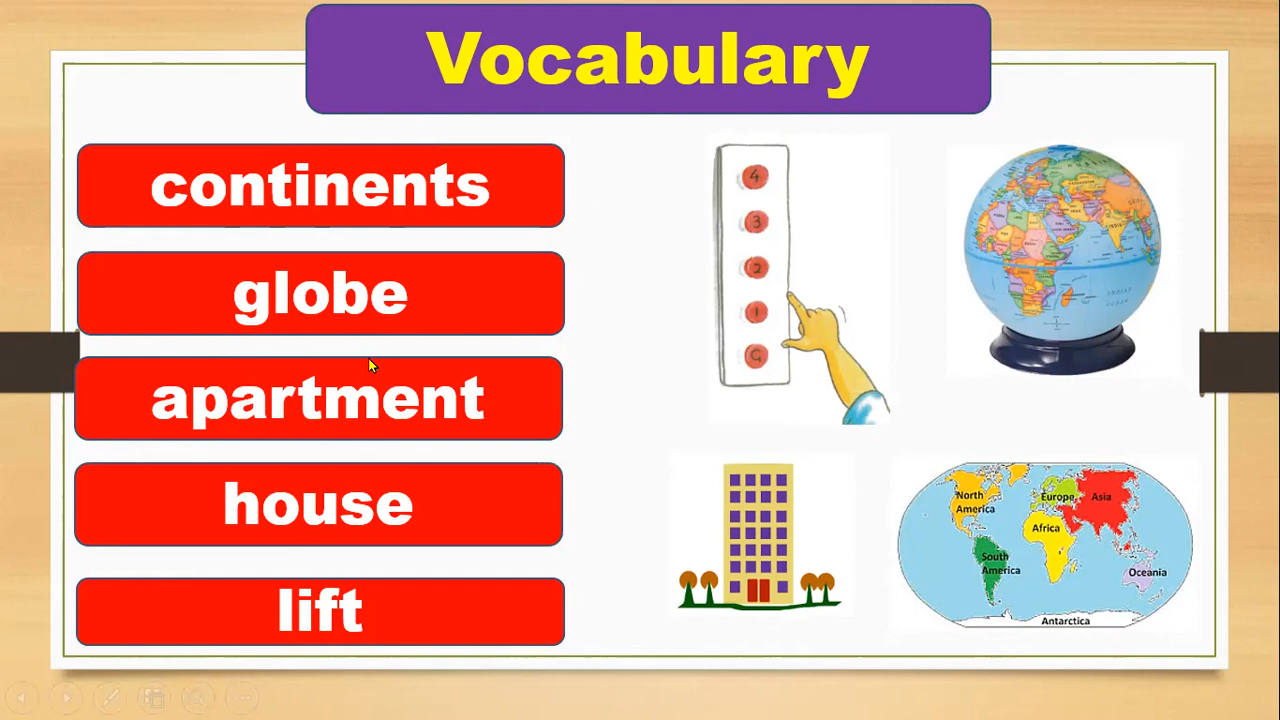 Vocabulary
continents
globe
apartment
house
lift
4
3
2
1
G
INDIA
North
America
Europe
Asia
Africa
South
America
Oceania
Antarctica